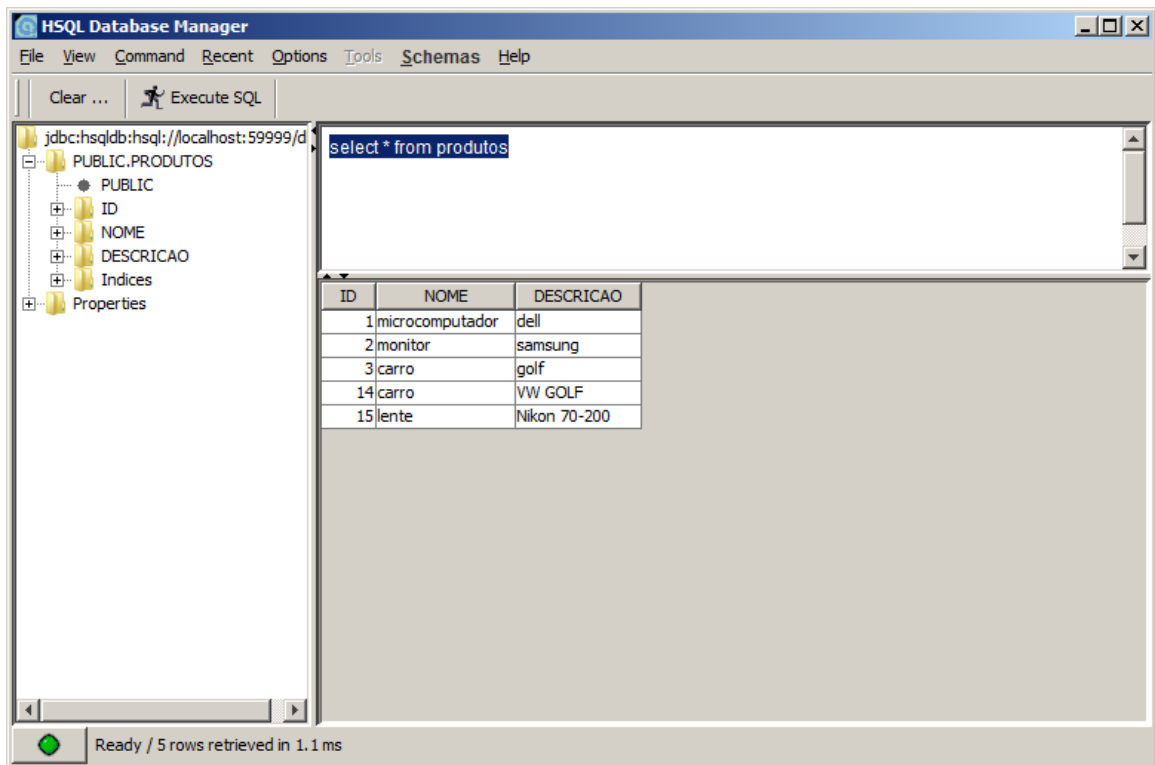 HSQL Database Manager
File View Command Recent Options Tools Schemas Help
Clear ... Execute SQL
jdbc:hsqldb:hsql://localhost:59999/d
PUBLIC.PRODUTOS
PUBLIC
ID
NOME
DESCRICAO
Indices
Properties
select * from produtos
ID NOME DESCRICAO
1 microcomputador dell
2 monitor samsung
3 carro golf
14 carro VW GOLF
15 lente Nikon 70-200
Ready / 5 rows retrieved in 1.1 ms